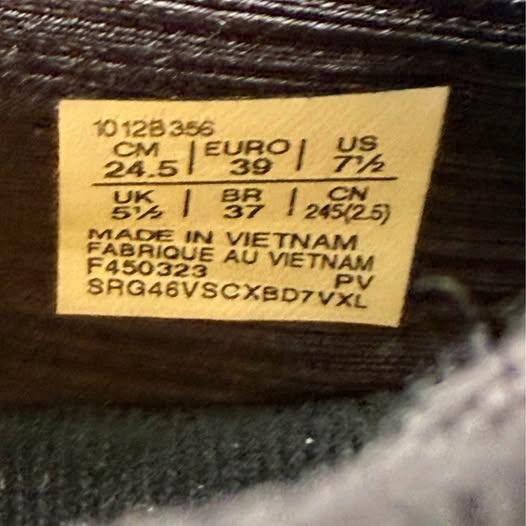 1012B356
CM | EURO | US
24.5 | 39 | 7½
UK | BR | CN
5½ | 37 | 245(2.5)
MADE IN VIETNAM
FABRIQUE AU VIETNAM
F450323 PV
SRG46VSCXBD7VXL